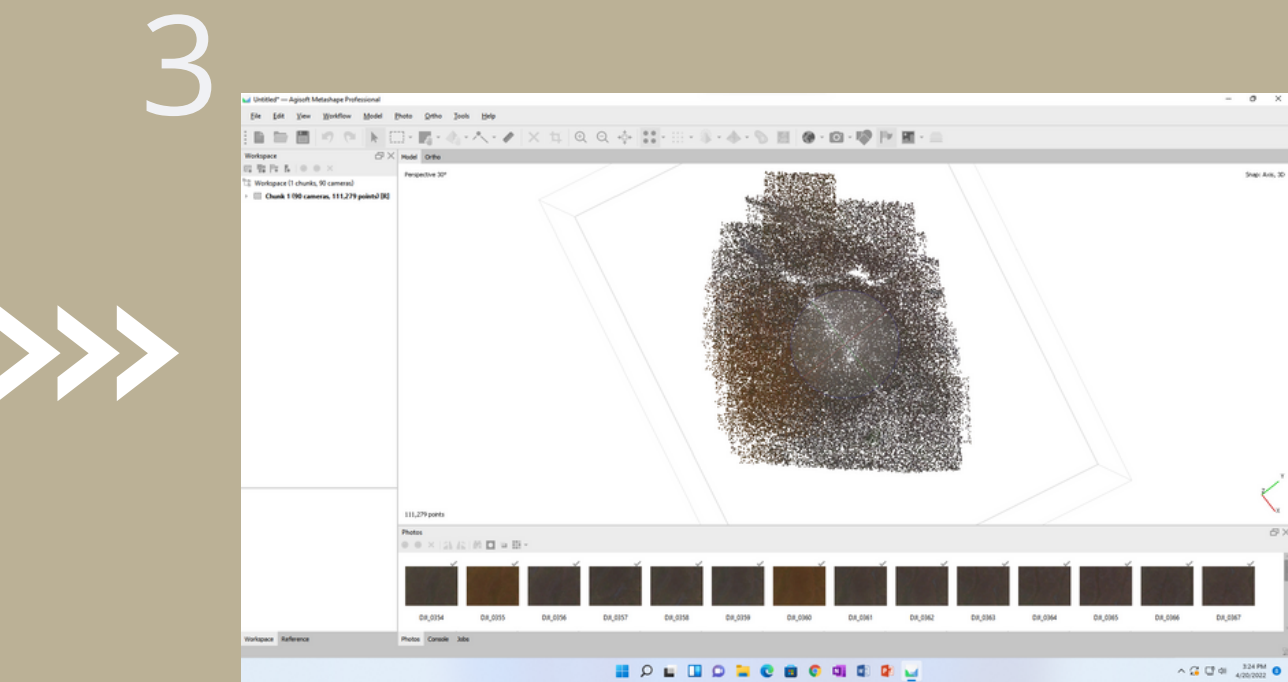 3
Untitled* — Agisoft Metashape Professional
File Edit View Workflow Model Photo Ortho Tools Help
Workspace
Model Ortho
Workspace (1 chunks, 90 cameras)
Chunk 1 (90 cameras, 111,279 points) [R]
Perspective 30°
Snap: Axis, 3D
Y
Z
X
111,279 points
Photos
DJI_0354 DJI_0355 DJI_0356 DJI_0357 DJI_0358 DJI_0359 DJI_0360 DJI_0361 DJI_0362 DJI_0363 DJI_0364 DJI_0365 DJI_0366 DJI_0367
Workspace Reference
Photos Console Jobs
3:24 PM
4/20/2022